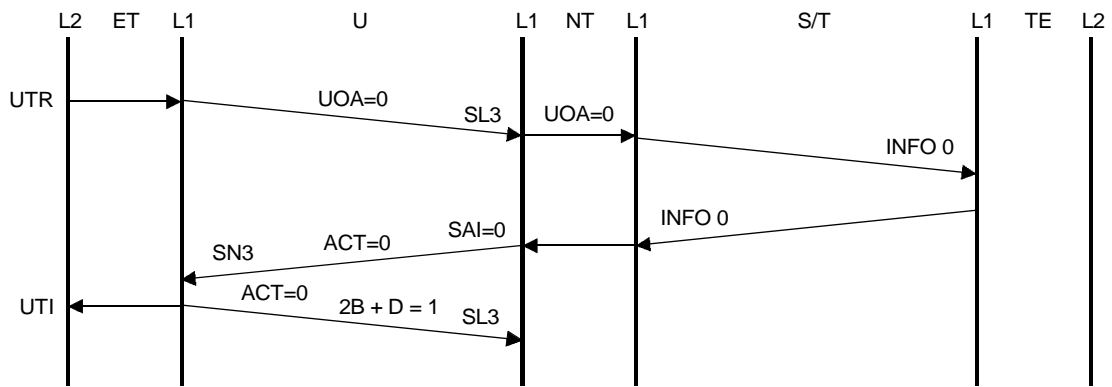 L2 ET L1 U L1 NT L1 S/T L1 TE L2
UTR UOA=0 SL3 UOA=0 INFO 0
SN3 ACT=0 SAI=0 INFO 0
UTI ACT=0 2B + D = 1 SL3